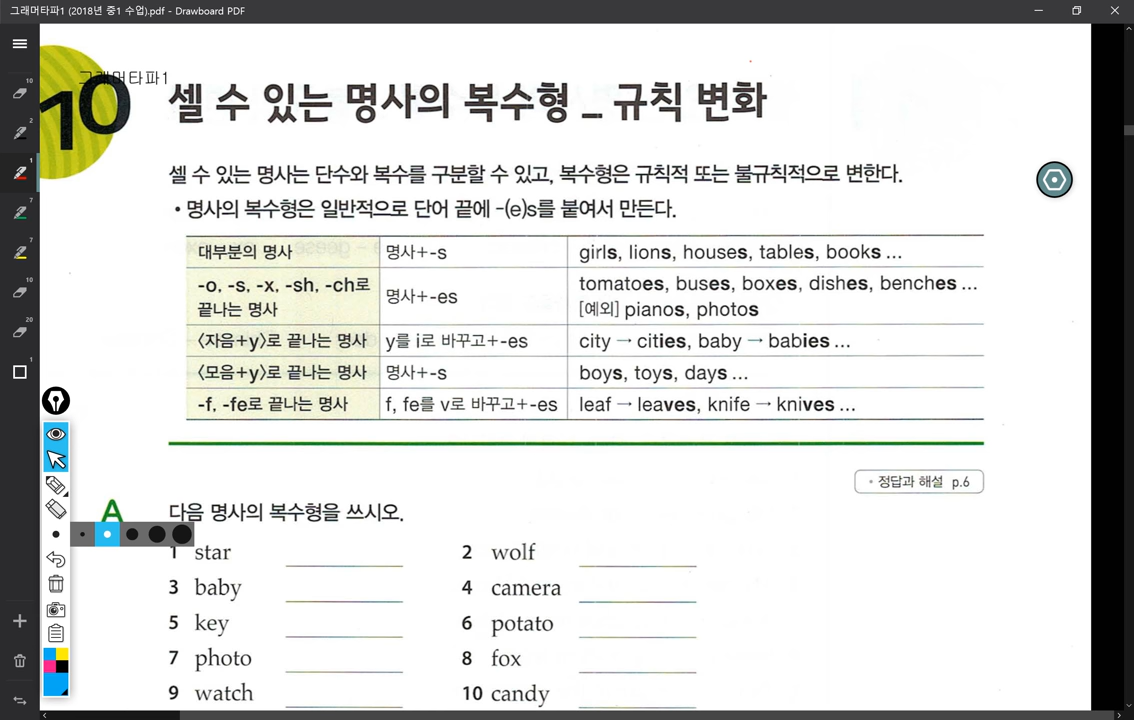 그래머타파1 (2018년 중1 수업).pdf - Drawboard PDF
그래머타파1
10
셀 수 있는 명사의 복수형 _ 규칙 변화
셀 수 있는 명사는 단수와 복수를 구분할 수 있고, 복수형은 규칙적 또는 불규칙적으로 변한다.
• 명사의 복수형은 일반적으로 단어 끝에 -(e)s를 붙여서 만든다.
대부분의 명사 명사+-s girls, lions, houses, tables, books ...
-o, -s, -x, -sh, -ch로 끝나는 명사 명사+-es tomatoes, buses, boxes, dishes, benches ...
[예외] pianos, photos
〈자음+y〉로 끝나는 명사 y를 i로 바꾸고+-es city → cities, baby → babies ...
〈모음+y〉로 끝나는 명사 명사+-s boys, toys, days ...
-f, -fe로 끝나는 명사 f, fe를 v로 바꾸고+-es leaf → leaves, knife → knives ...
• 정답과 해설 p.6
A 다음 명사의 복수형을 쓰시오.
1 star 2 wolf
3 baby 4 camera
5 key 6 potato
7 photo 8 fox
9 watch 10 candy
10
2
1
7
7
10
20
1